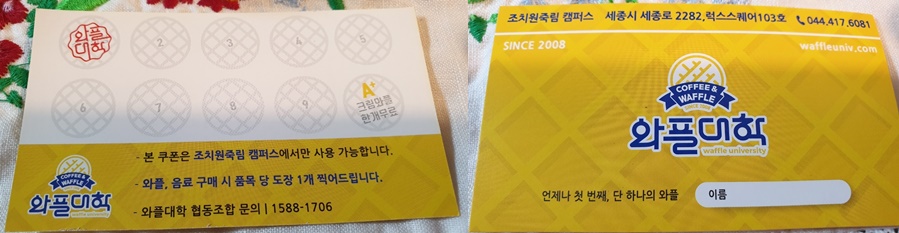 와플
대학
2
3
4
5
6
7
8
9
A+
크림와플
한개무료
COFFEE &
WAFFLE
와플대학
waffle university
- 본 쿠폰은 조치원죽림 캠퍼스에서만 사용 가능합니다.
- 와플, 음료 구매 시 품목 당 도장 1개 찍어드립니다.
- 와플대학 협동조합 문의 | 1588-1706
조치원죽림 캠퍼스 세종시 세종로 2282,럭스스퀘어103호 044.417.6081
SINCE 2008
waffleuniv.com
COFFEE &
WAFFLE
SINCE 2008
와플대학
waffle university
언제나 첫 번째, 단 하나의 와플
이름